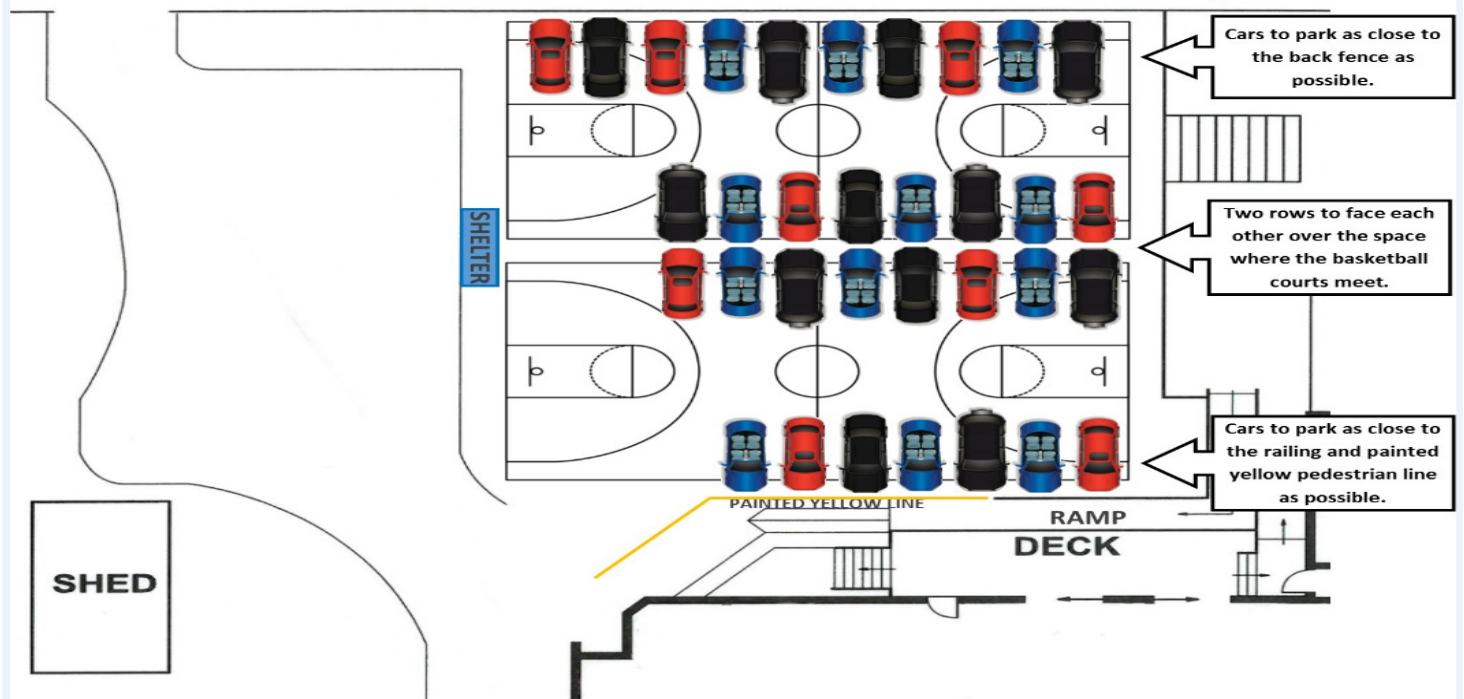 Cars to park as close to
the back fence as
possible.
SHELTER
Two rows to face each
other over the space
where the basketball
courts meet.
Cars to park as close to
the railing and painted
yellow pedestrian line
as possible.
PAINTED YELLOW LINE
RAMP
DECK
SHED